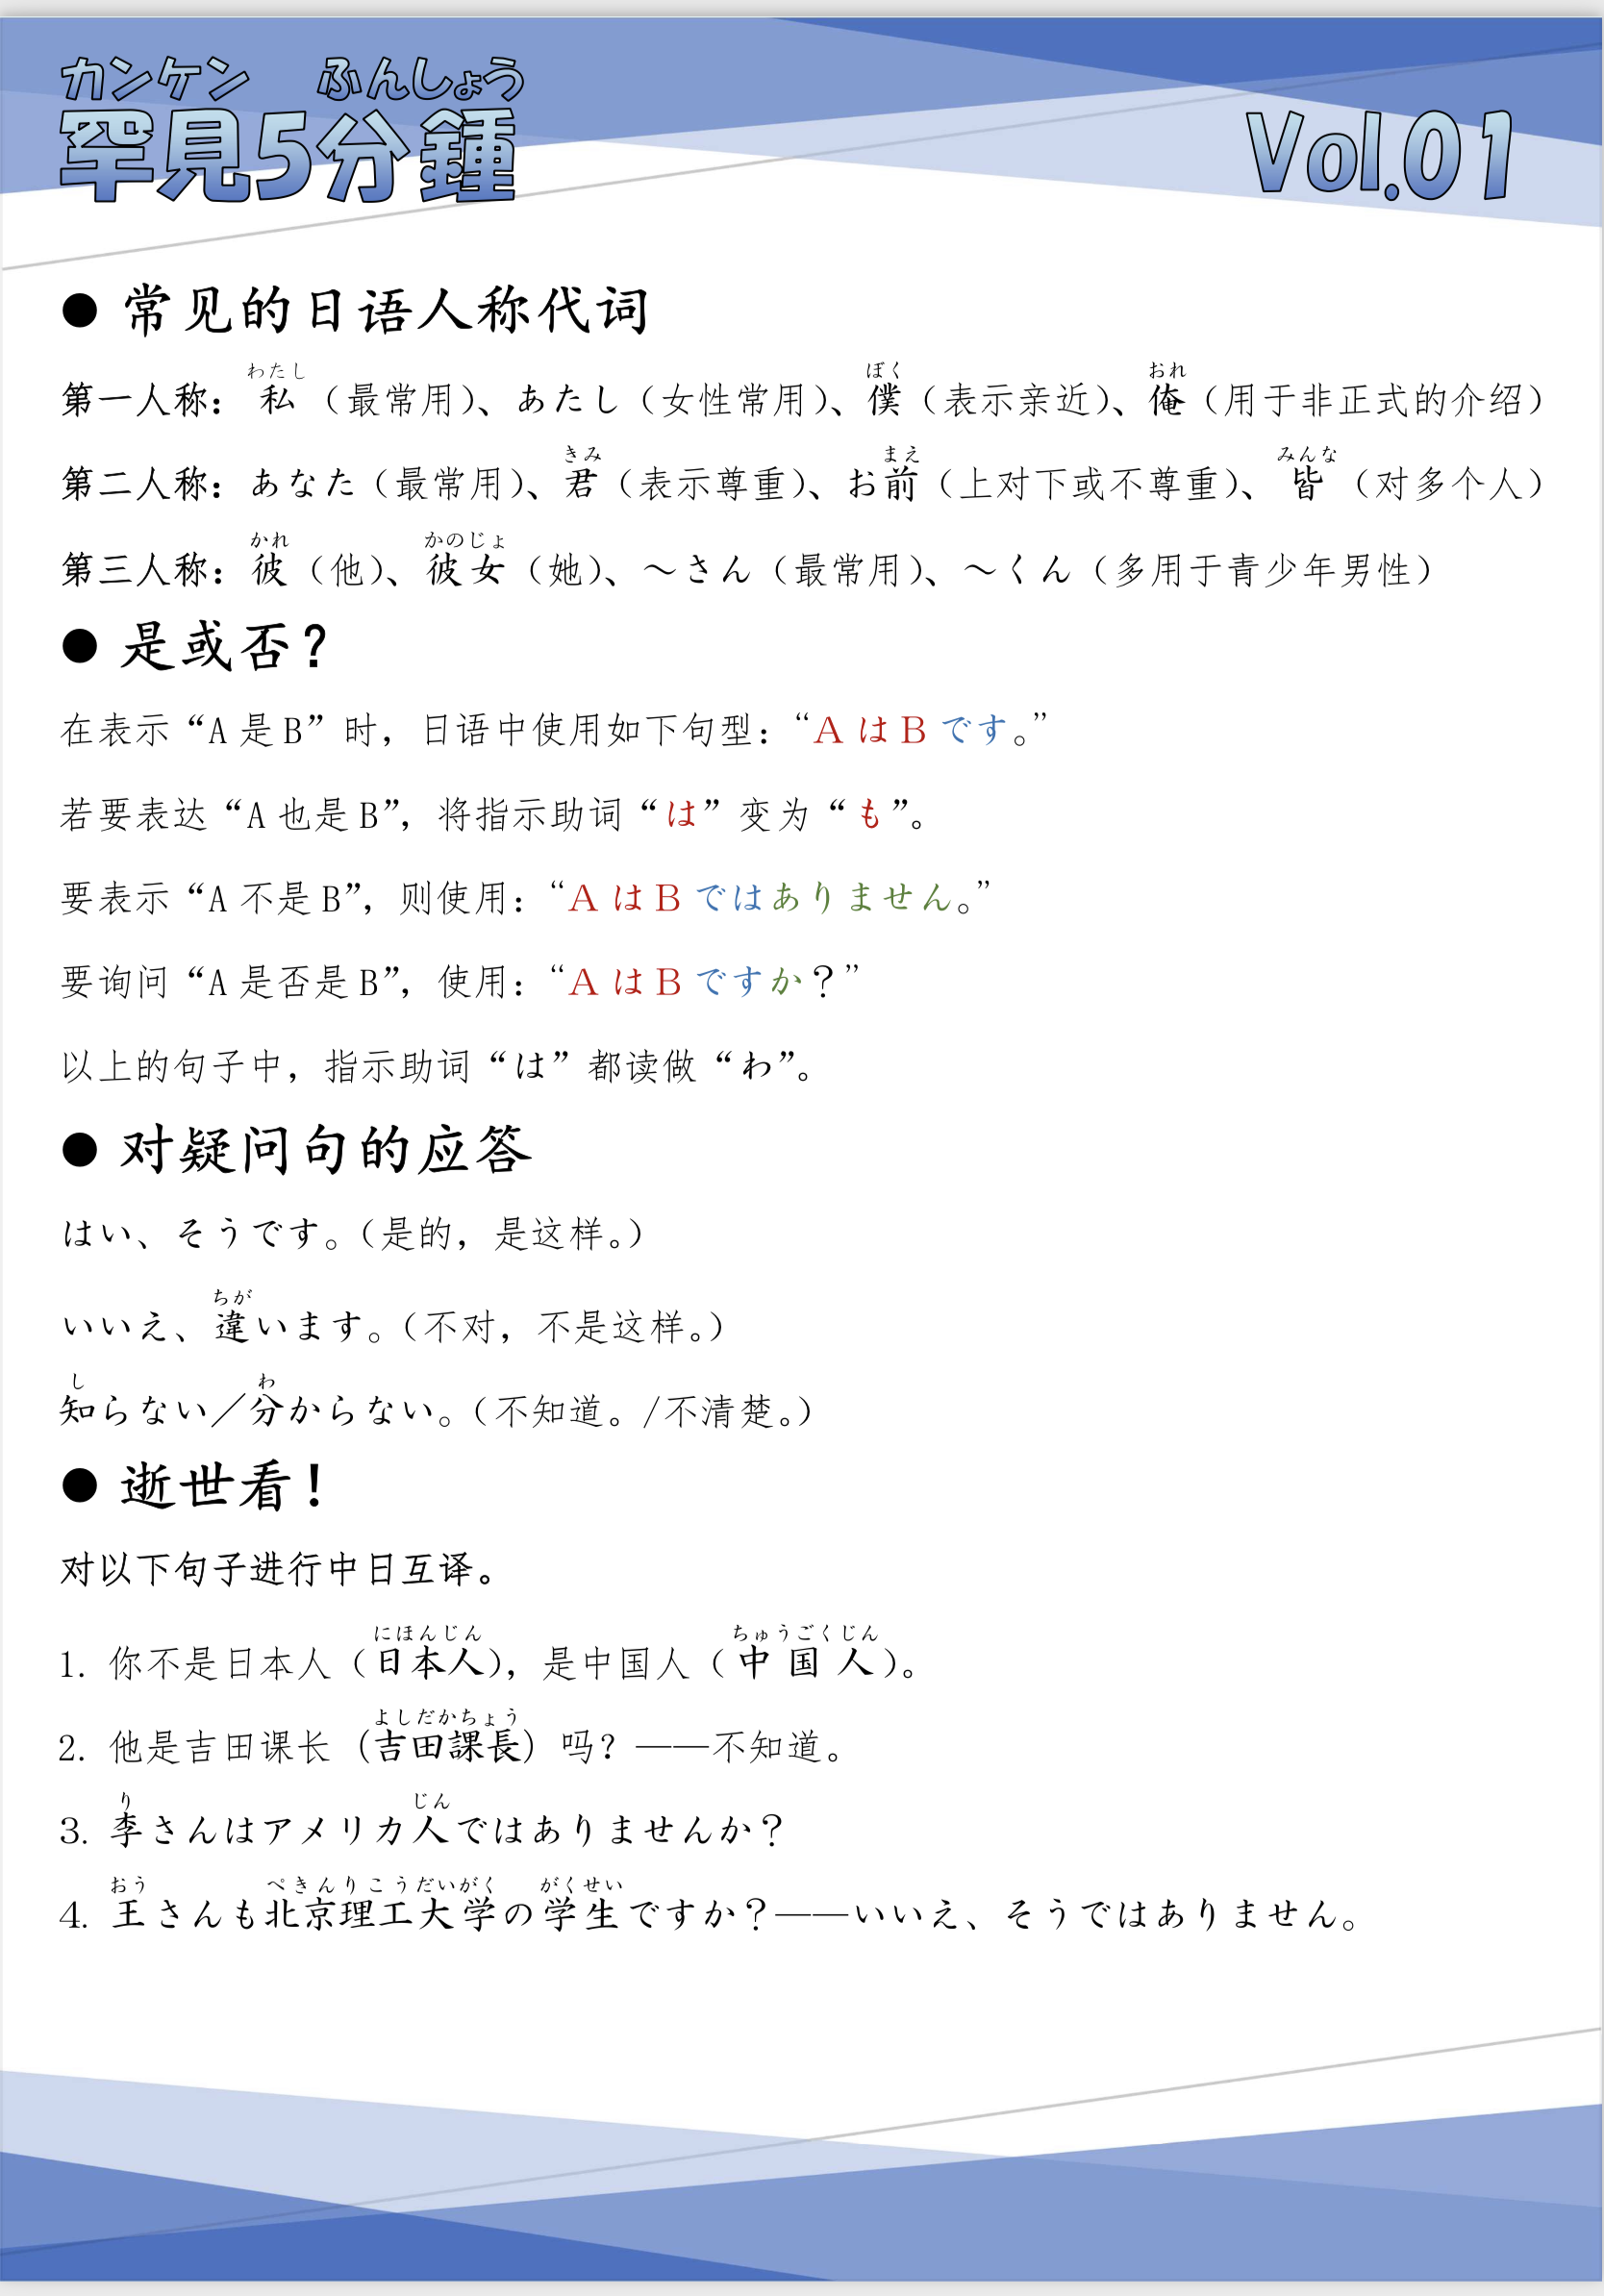 カンケン ふんしょう
罕見5分鍾
Vol.01
● 常见的日语人称代词
わたし ぼく おれ
第一人称：私（最常用）、あたし（女性常用）、僕（表示亲近）、俺（用于非正式的介绍）
きみ まえ みんな
第二人称：あなた（最常用）、君（表示尊重）、お前（上对下或不尊重）、皆（对多个人）
かれ かのじょ
第三人称：彼（他）、彼女（她）、～さん（最常用）、～くん（多用于青少年男性）
● 是或否？
在表示“A 是 B”时，日语中使用如下句型：“A は B です。”
若要表达“A 也是 B”，将指示助词“は”变为“も”。
要表示“A 不是 B”，则使用：“A は B ではありません。”
要询问“A 是否是 B”，使用：“A は B ですか？”
以上的句子中，指示助词“は”都读做“わ”。
● 对疑问句的应答
はい、そうです。（是的，是这样。）
ちが
いいえ、違います。（不对，不是这样。）
し わ
知らない／分からない。（不知道。/不清楚。）
● 逝世看！
对以下句子进行中日互译。
にほんじん ちゅうごくじん
1. 你不是日本人（日本人），是中国人（中国人）。
よしだかちょう
2. 他是吉田课长（吉田課長）吗？——不知道。
り じん
3. 李さんはアメリカ人ではありませんか？
おう ぺきんりこうだいがく がくせい
4. 王さんも北京理工大学の学生ですか？——いいえ、そうではありません。